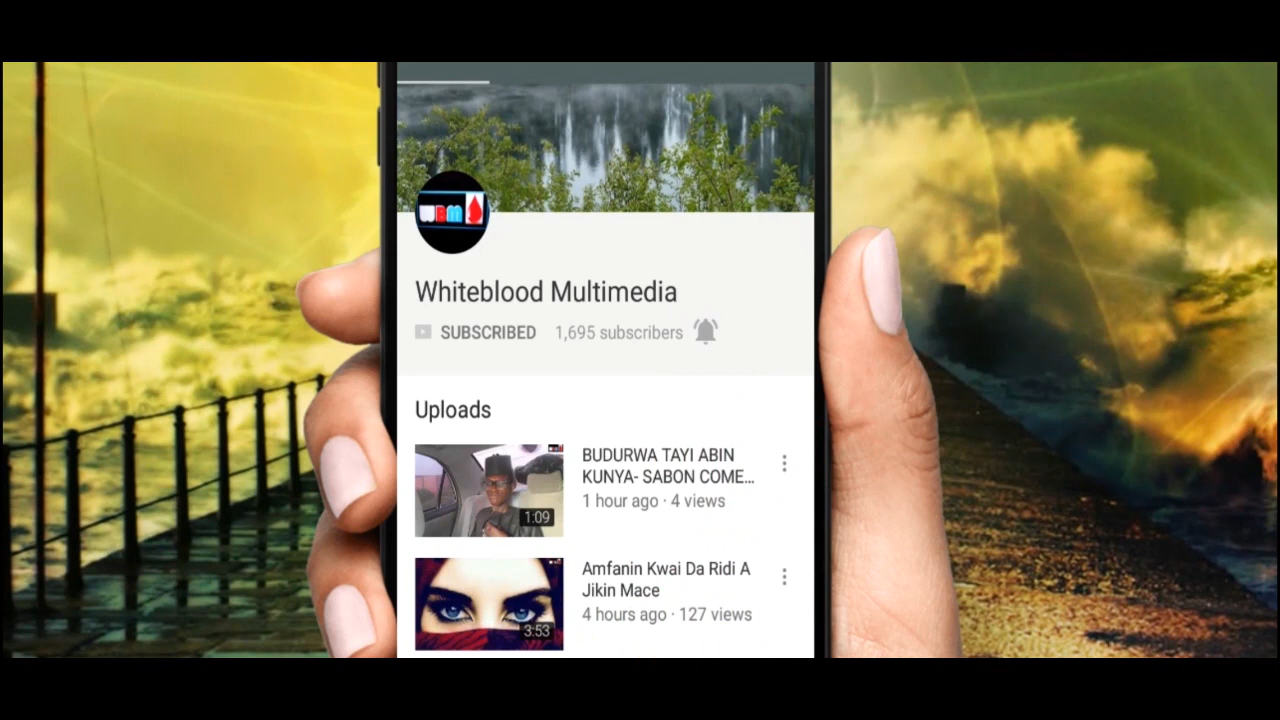 WBM
Whiteblood Multimedia
SUBSCRIBED 1,695 subscribers
Uploads
BUDURWA TAYI ABIN
KUNYA- SABON COME...
1 hour ago · 4 views
1:09
Amfanin Kwai Da Ridi A
Jikin Mace
4 hours ago · 127 views
3:53